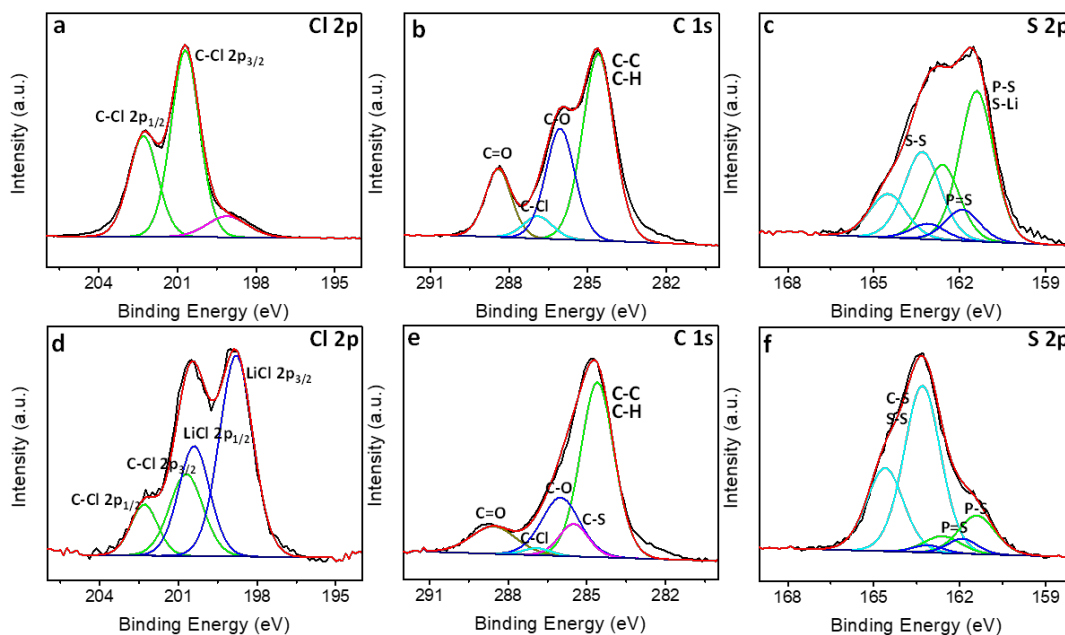 a
Cl 2p
C-Cl 2p3/2
C-Cl 2p1/2
Intensity (a.u.)
204 201 198 195
Binding Energy (eV)
b
C 1s
C-C
C-H
C-O
C=O
C-Cl
Intensity (a.u.)
291 288 285 282
Binding Energy (eV)
c
S 2p
P-S
S-Li
S-S
P=S
Intensity (a.u.)
168 165 162 159
Binding Energy (eV)
d
Cl 2p
LiCl 2p3/2
LiCl 2p1/2
C-Cl 2p3/2
C-Cl 2p1/2
Intensity (a.u.)
204 201 198 195
Binding Energy (eV)
e
C 1s
C-C
C-H
C-O
C=O
C-S
C-Cl
Intensity (a.u.)
291 288 285 282
Binding Energy (eV)
f
S 2p
C-S
S-S
P-S
P=S
Intensity (a.u.)
168 165 162 159
Binding Energy (eV)